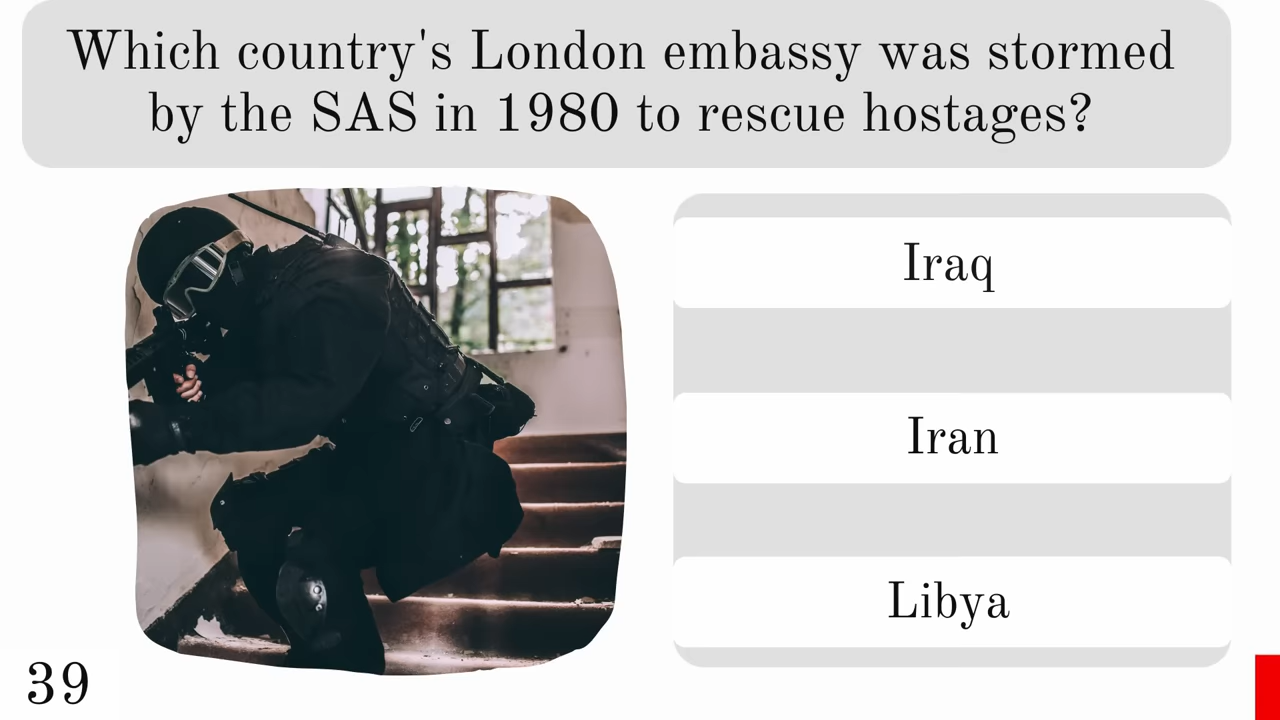 Which country's London embassy was stormed
by the SAS in 1980 to rescue hostages?
Iraq
Iran
Libya
39